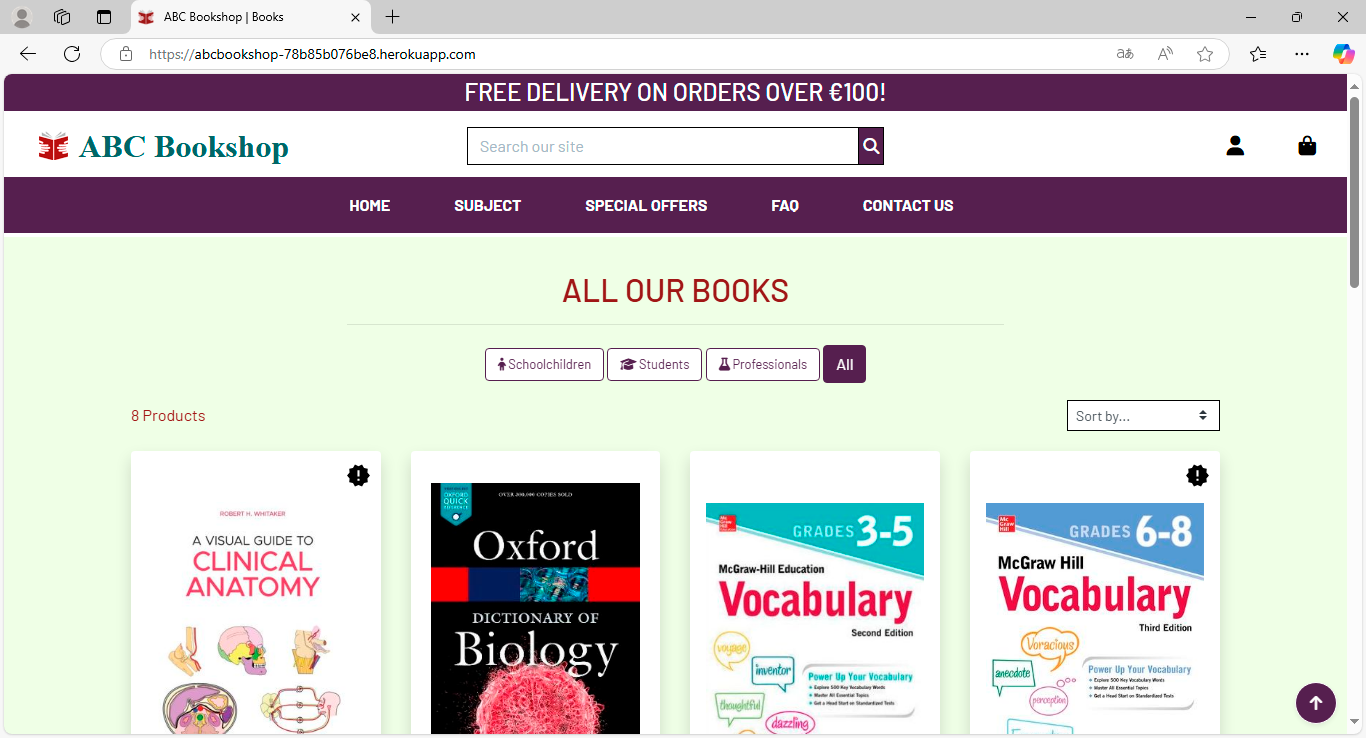 ABC Bookshop | Books
https://abcbookshop-78b85b076be8.herokuapp.com
FREE DELIVERY ON ORDERS OVER €100!
ABC Bookshop
Search our site
HOME SUBJECT SPECIAL OFFERS FAQ CONTACT US
ALL OUR BOOKS
Schoolchildren Students Professionals All
8 Products
Sort by...
ROBERT H. WHITAKER
A VISUAL GUIDE TO
CLINICAL
ANATOMY
OXFORD
QUICK
REFERENCE
OVER 200,000 COPIES SOLD
Oxford
DICTIONARY OF
Biology
Mc
Graw
Hill
GRADES 3-5
McGraw-Hill Education
Vocabulary
Second Edition
voyage
inventor
thoughtful
dazzling
Power Up Your Vocabulary
• Explore 500 Key Vocabulary Words
• Master All Essential Topics
• Get a Head Start on Standardized Tests
Mc
Graw
Hill
GRADES 6-8
McGraw Hill
Vocabulary
Third Edition
Voracious
anecdote
perception
Power Up Your Vocabulary
• Explore 500 Key Vocabulary Words
• Master All Essential Topics
• Get a Head Start on Standardized Tests